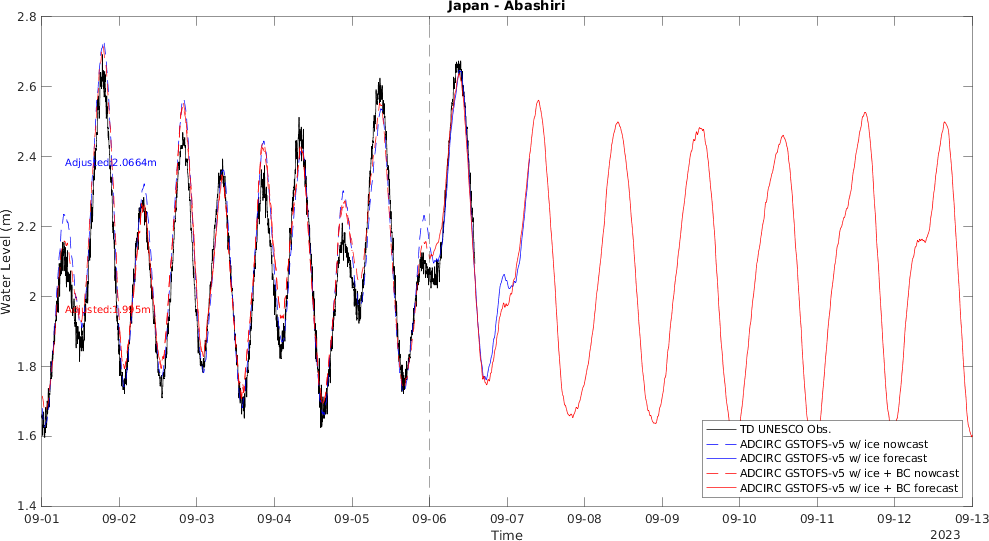 Japan - Abashiri
2.8
2.6
2.4
2.2
2
1.8
1.6
1.4
Water Level (m)
Adjusted:2.0664m
Adjusted:1.995m
TD UNESCO Obs.
ADCIRC GSTOFS-v5 w/ ice nowcast
ADCIRC GSTOFS-v5 w/ ice forecast
ADCIRC GSTOFS-v5 w/ ice + BC nowcast
ADCIRC GSTOFS-v5 w/ ice + BC forecast
09-01 09-02 09-03 09-04 09-05 09-06 09-07 09-08 09-09 09-10 09-11 09-12 09-13
Time
2023